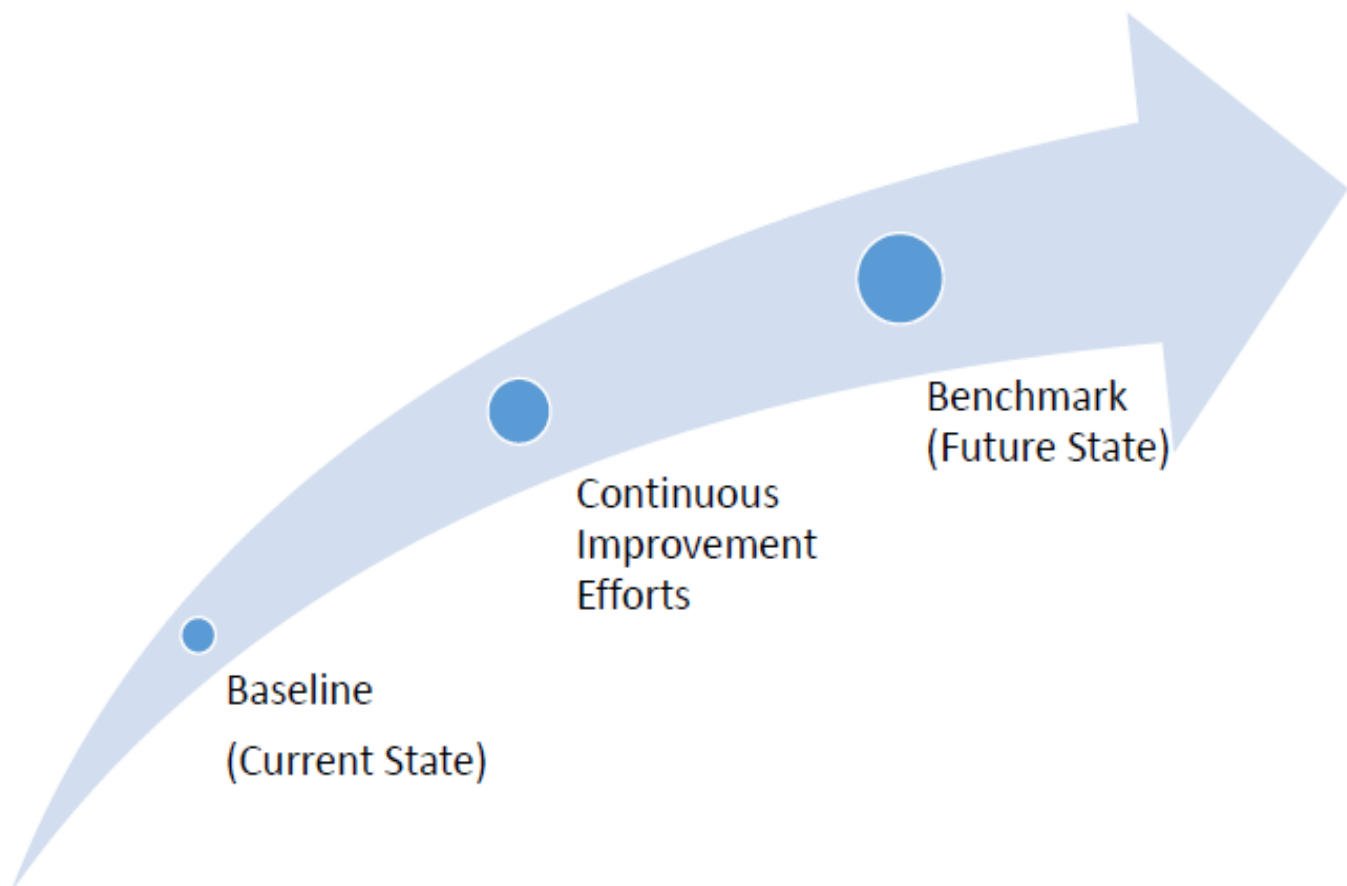 Benchmark
(Future State)
Continuous
Improvement
Efforts
Baseline
(Current State)